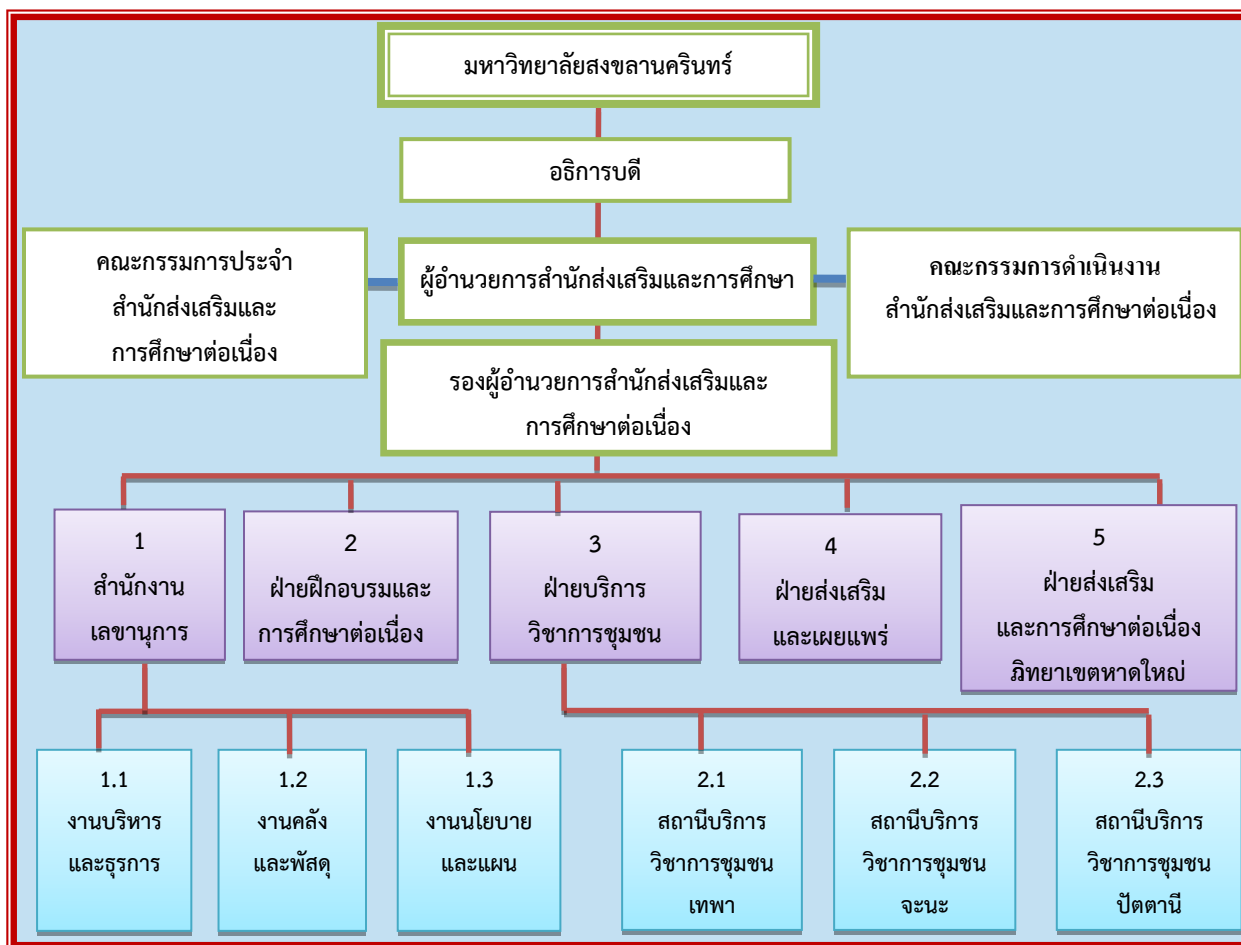 มหาวิทยาลัยสงขลานครินทร์
อธิการบดี
คณะกรรมการประจำ
สำนักส่งเสริมและ
การศึกษาต่อเนื่อง
ผู้อำนวยการสำนักส่งเสริมและการศึกษา
คณะกรรมการดำเนินงาน
สำนักส่งเสริมและการศึกษาต่อเนื่อง
รองผู้อำนวยการสำนักส่งเสริมและ
การศึกษาต่อเนื่อง
1
สำนักงาน
เลขานุการ
2
ฝ่ายฝึกอบรมและ
การศึกษาต่อเนื่อง
3
ฝ่ายบริการ
วิชาการชุมชน
4
ฝ่ายส่งเสริม
และเผยแพร่
5
ฝ่ายส่งเสริม
และการศึกษาต่อเนื่อง
วิทยาเขตหาดใหญ่
1.1
งานบริหาร
และธุรการ
1.2
งานคลัง
และพัสดุ
1.3
งานนโยบาย
และแผน
2.1
สถานีบริการ
วิชาการชุมชน
เทพา
2.2
สถานีบริการ
วิชาการชุมชน
จะนะ
2.3
สถานีบริการ
วิชาการชุมชน
ปัตตานี